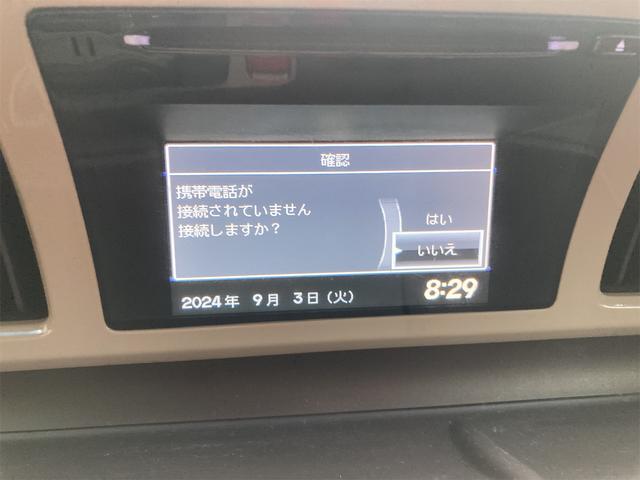 確認
携帯電話が
接続されていません
接続しますか？
はい
いいえ
2024年 9月 3日（火） 8:29